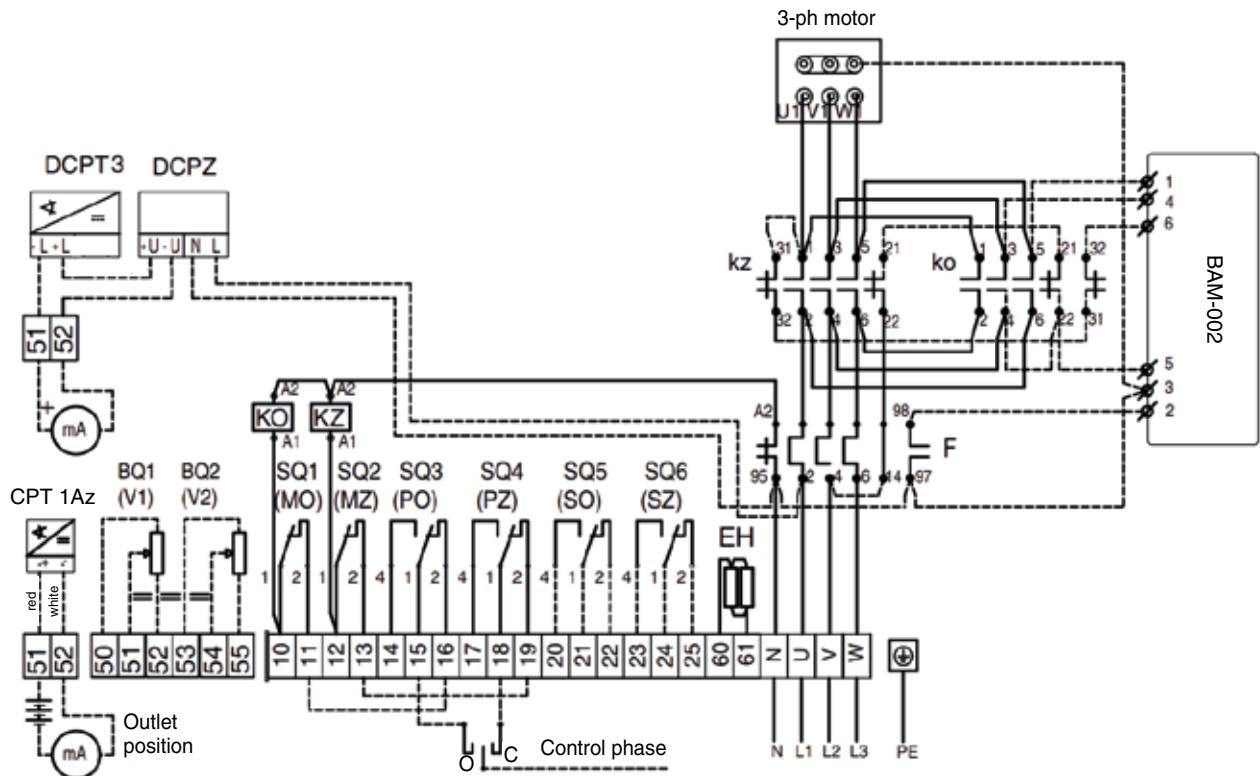 3-ph motor
U1 V1 W1
DCPT3 DCPZ
- L + L
+U - U N L
51 52
+
mA
1
4
6
5
3
2
BAM-002
kz
31 1 3 5 21
32 2 4 6 22
ko
1 3 5 21 32
2 4 6 22 31
A2 A2
KO KZ
A1 A1
A2 98
F
95 2 4 6 14 97
CPT 1Az
BQ1 BQ2
(V1) (V2)
SQ1 SQ2 SQ3 SQ4 SQ5 SQ6
(MO) (MZ) (PO) (PZ) (SO) (SZ)
EH
- + -
red
white
1 2 1 2 4 1 2 4 1 2 4 1 2 4 1 2
51 52
50 51 52 53 54 55
10 11 12 13 14 15 16 17 18 19 20 21 22 23 24 25 60 61 N U V W
Outlet
position
mA
O C
Control phase
N L1 L2 L3 PE